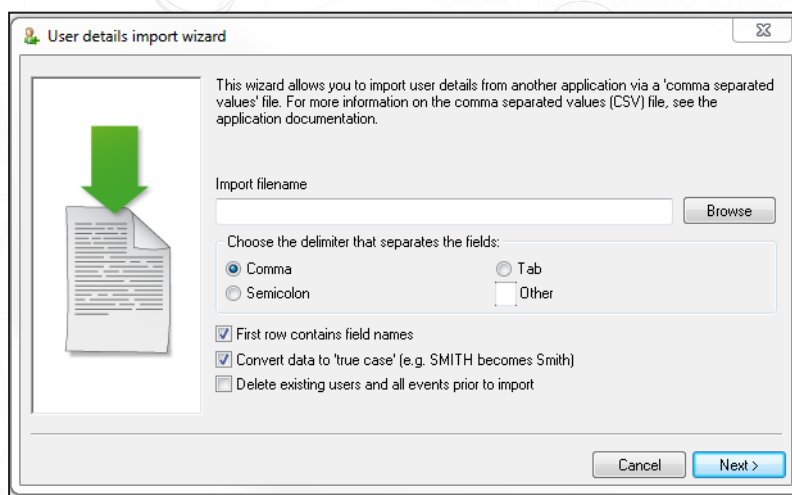 User details import wizard
This wizard allows you to import user details from another application via a 'comma separated
values' file. For more information on the comma separated values (CSV) file, see the
application documentation.
Import filename
Browse
Choose the delimiter that separates the fields:
Comma
Tab
Semicolon
Other
First row contains field names
Convert data to 'true case' (e.g. SMITH becomes Smith)
Delete existing users and all events prior to import
Cancel
Next >